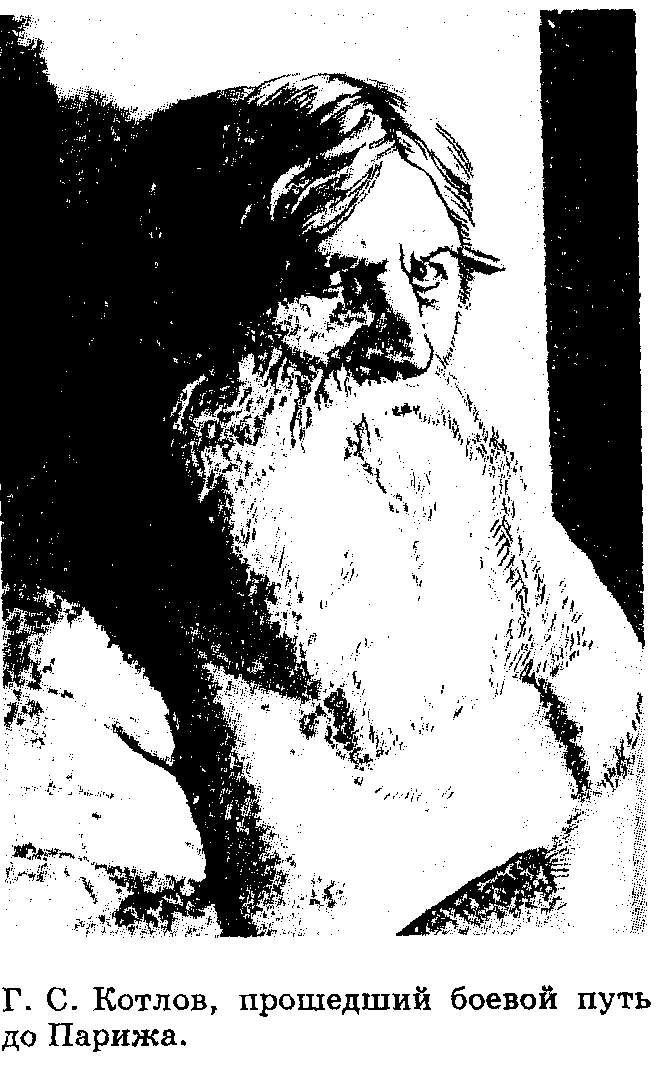 Г. С. Котлов, прошедший боевой путь
до Парижа.